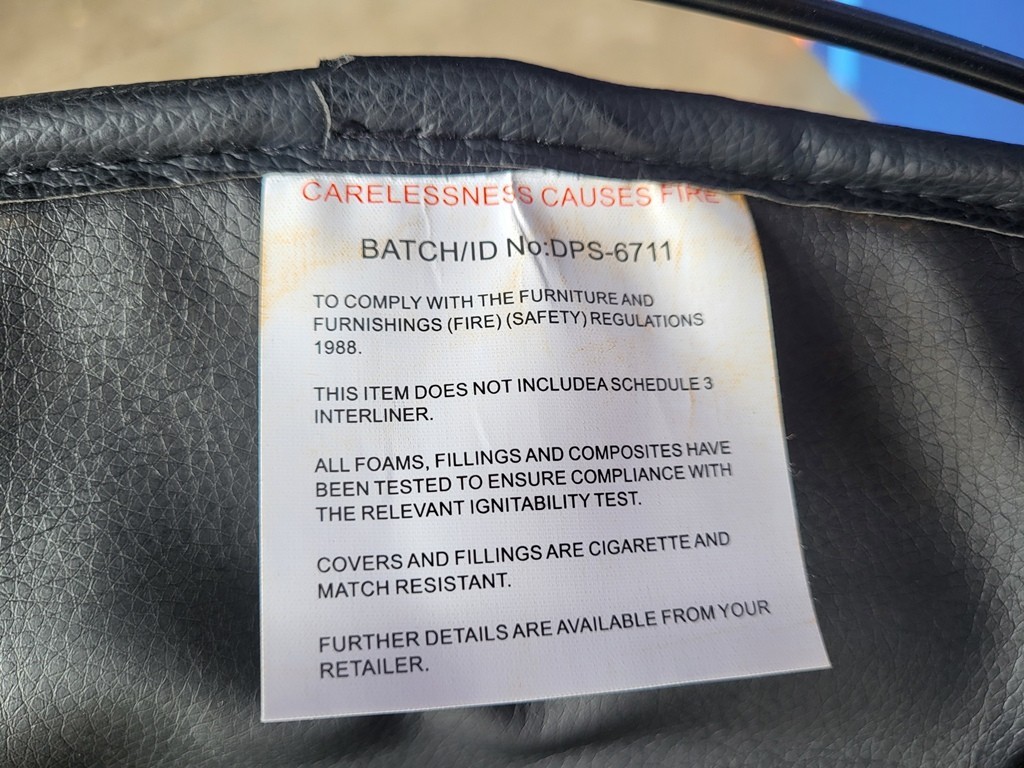 CARELESSNESS CAUSES FIRE
BATCH/ID No:DPS-6711
TO COMPLY WITH THE FURNITURE AND
FURNISHINGS (FIRE) (SAFETY) REGULATIONS
1988.
THIS ITEM DOES NOT INCLUDEA SCHEDULE 3
INTERLINER.
ALL FOAMS, FILLINGS AND COMPOSITES HAVE
BEEN TESTED TO ENSURE COMPLIANCE WITH
THE RELEVANT IGNITABILITY TEST.
COVERS AND FILLINGS ARE CIGARETTE AND
MATCH RESISTANT.
FURTHER DETAILS ARE AVAILABLE FROM YOUR
RETAILER.